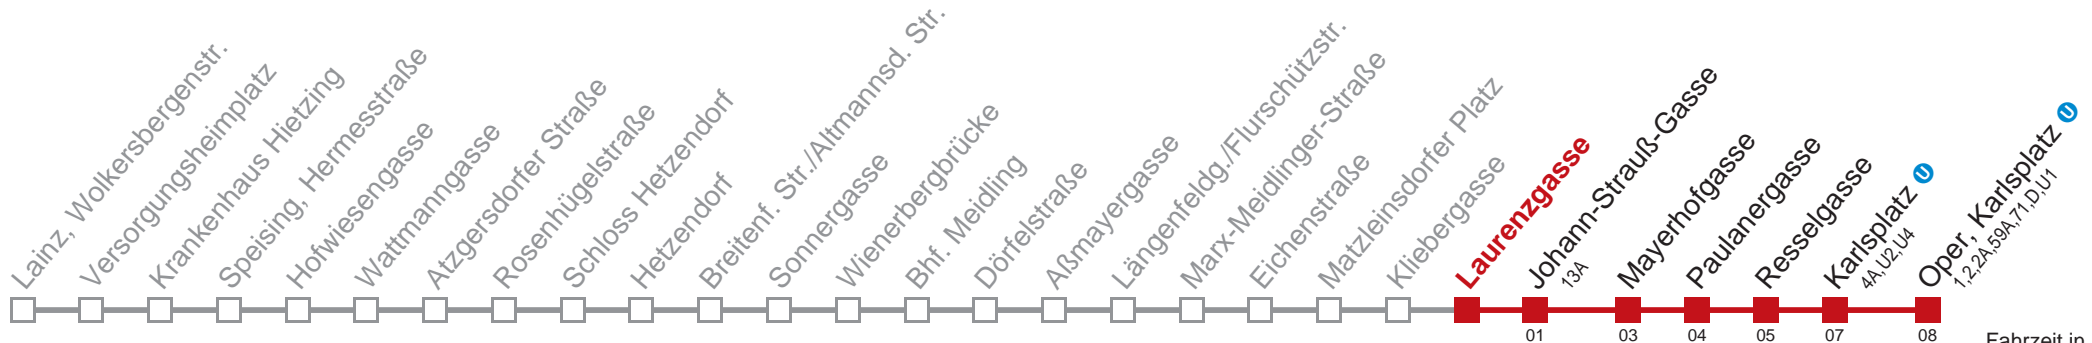 Lainz, Wolkersbergenstr.
Versorgungsheimplatz
Krankenhaus Hietzing
Speising, Hermesstraße
Hofwiesengasse
Wattmanngasse
Atzgersdorfer Straße
Rosenhügelstraße
Schloss Hetzendorf
Hetzendorf
Breitenf. Str./Altmannsd. Str.
Sonnergasse
Wienerbergbrücke
Bhf. Meidling
Dörfelstraße
Aßmayergasse
Längenfeldg./Flurschützstr.
Marx-Meidlinger-Straße
Eichenstraße
Matzleinsdorfer Platz
Kliebergasse
Laurenzgasse
Johann-Strauß-Gasse
13A
Mayerhofgasse
Paulanergasse
Resselgasse
Karlsplatz U
4A,U2,U4
Oper, Karlsplatz U
1,2,2A,59A,71,D,U1
01 03 04 05 07 08
Fahrzeit in